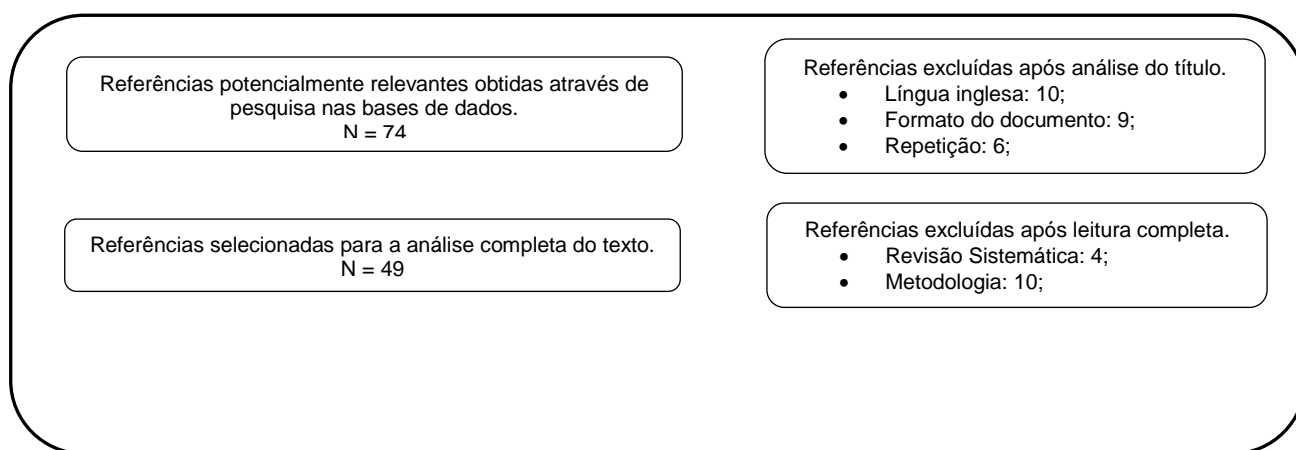 Referências potencialmente relevantes obtidas através de
pesquisa nas bases de dados.
N = 74
Referências excluídas após análise do título.
• Língua inglesa: 10;
• Formato do documento: 9;
• Repetição: 6;
Referências selecionadas para a análise completa do texto.
N = 49
Referências excluídas após leitura completa.
• Revisão Sistemática: 4;
• Metodologia: 10;